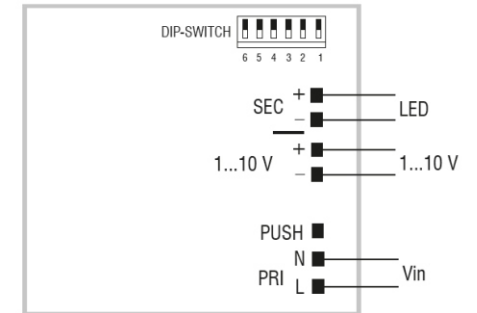 DIP-SWITCH
6 5 4 3 2 1
SEC + − LED
1...10 V + − 1...10 V
PUSH
PRI N L Vin